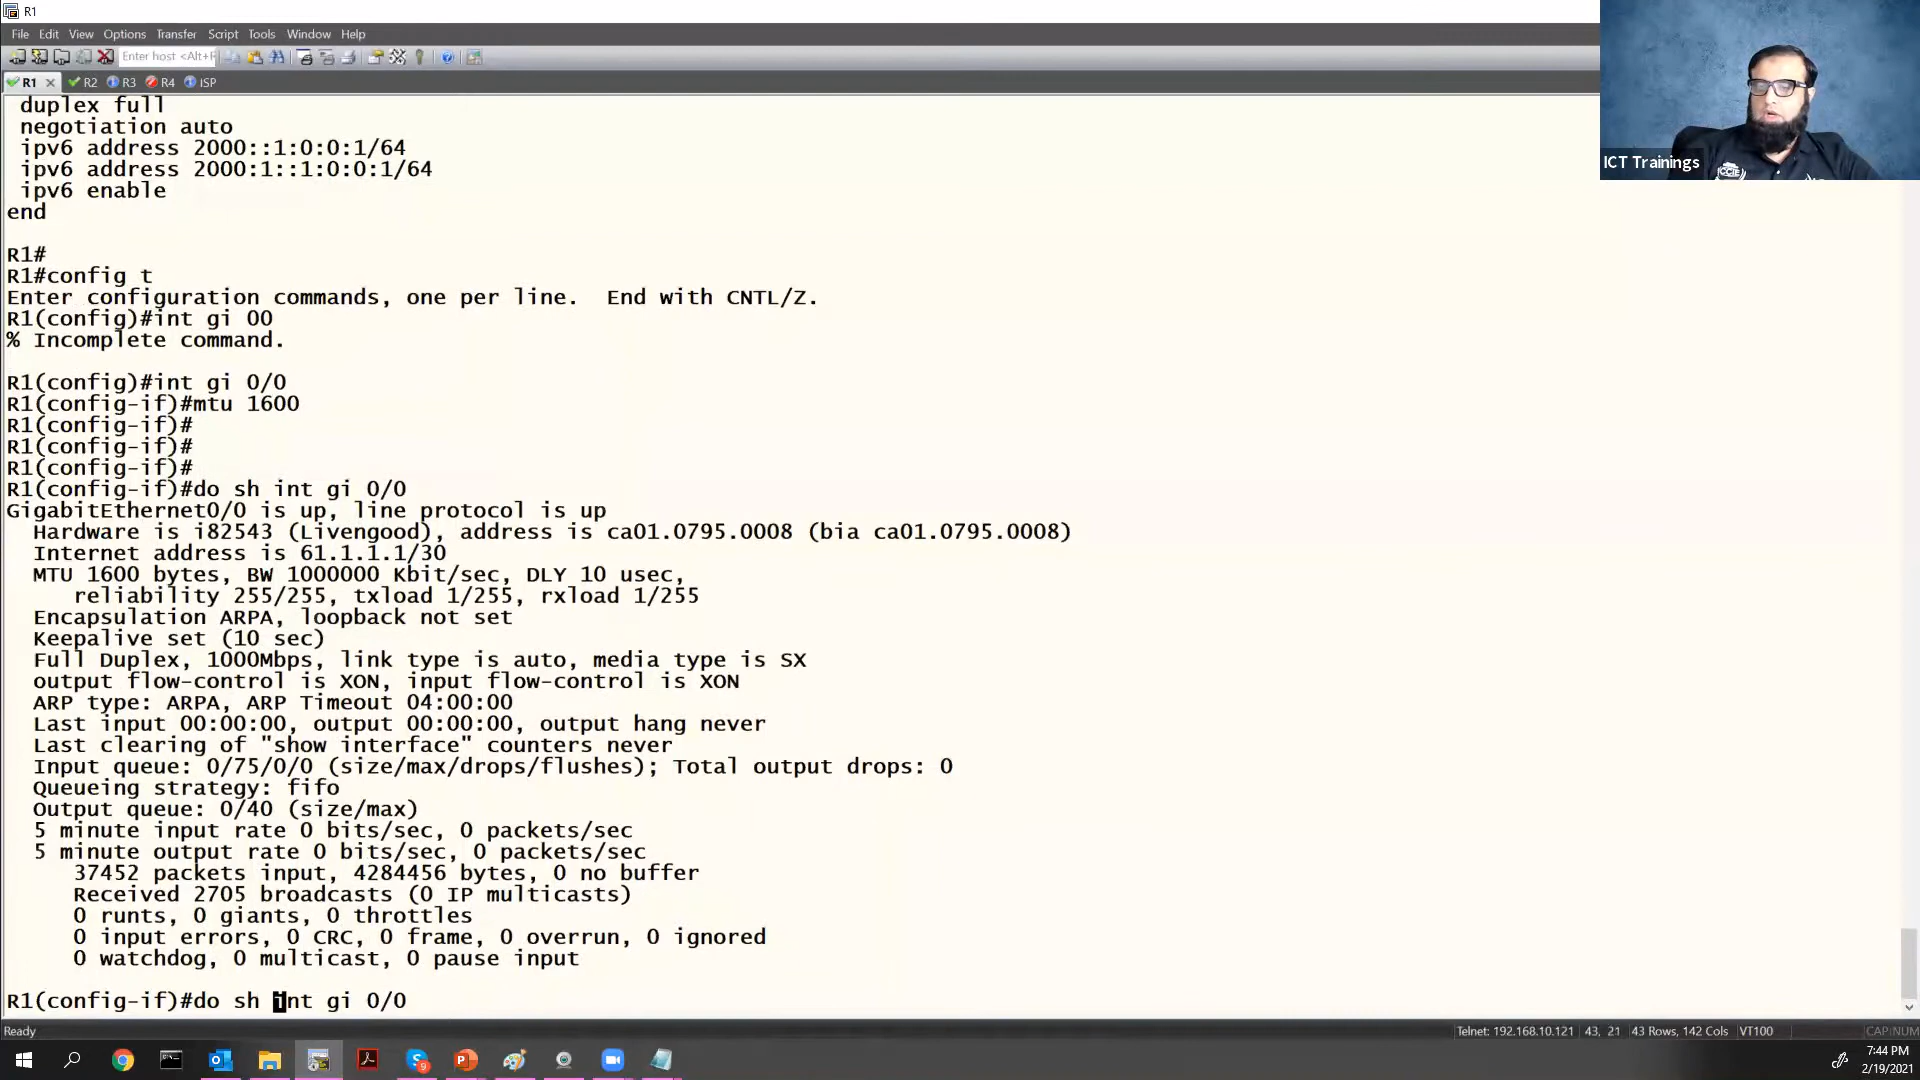 R1
File Edit View Options Transfer Script Tools Window Help
Enter host <Alt+R
R1 R2 R3 R4 ISP
duplex full
negotiation auto
ipv6 address 2000::1:0:0:1/64
ipv6 address 2000:1::1:0:0:1/64
ipv6 enable
end
R1#
R1#config t
Enter configuration commands, one per line.  End with CNTL/Z.
R1(config)#int gi 00
% Incomplete command.
R1(config)#int gi 0/0
R1(config-if)#mtu 1600
R1(config-if)#
R1(config-if)#
R1(config-if)#
R1(config-if)#do sh int gi 0/0
GigabitEthernet0/0 is up, line protocol is up
Hardware is i82543 (Livengood), address is ca01.0795.0008 (bia ca01.0795.0008)
Internet address is 61.1.1.1/30
MTU 1600 bytes, BW 1000000 Kbit/sec, DLY 10 usec,
reliability 255/255, txload 1/255, rxload 1/255
Encapsulation ARPA, loopback not set
Keepalive set (10 sec)
Full Duplex, 1000Mbps, link type is auto, media type is SX
output flow-control is XON, input flow-control is XON
ARP type: ARPA, ARP Timeout 04:00:00
Last input 00:00:00, output 00:00:00, output hang never
Last clearing of "show interface" counters never
Input queue: 0/75/0/0 (size/max/drops/flushes); Total output drops: 0
Queueing strategy: fifo
Output queue: 0/40 (size/max)
5 minute input rate 0 bits/sec, 0 packets/sec
5 minute output rate 0 bits/sec, 0 packets/sec
37452 packets input, 4284456 bytes, 0 no buffer
Received 2705 broadcasts (0 IP multicasts)
0 runts, 0 giants, 0 throttles
0 input errors, 0 CRC, 0 frame, 0 overrun, 0 ignored
0 watchdog, 0 multicast, 0 pause input
R1(config-if)#do sh int gi 0/0
ICT Trainings
CCIE
Ready
Telnet: 192.168.10.121 43, 21 43 Rows, 142 Cols VT100 CAP NUM
7:44 PM
2/19/2021